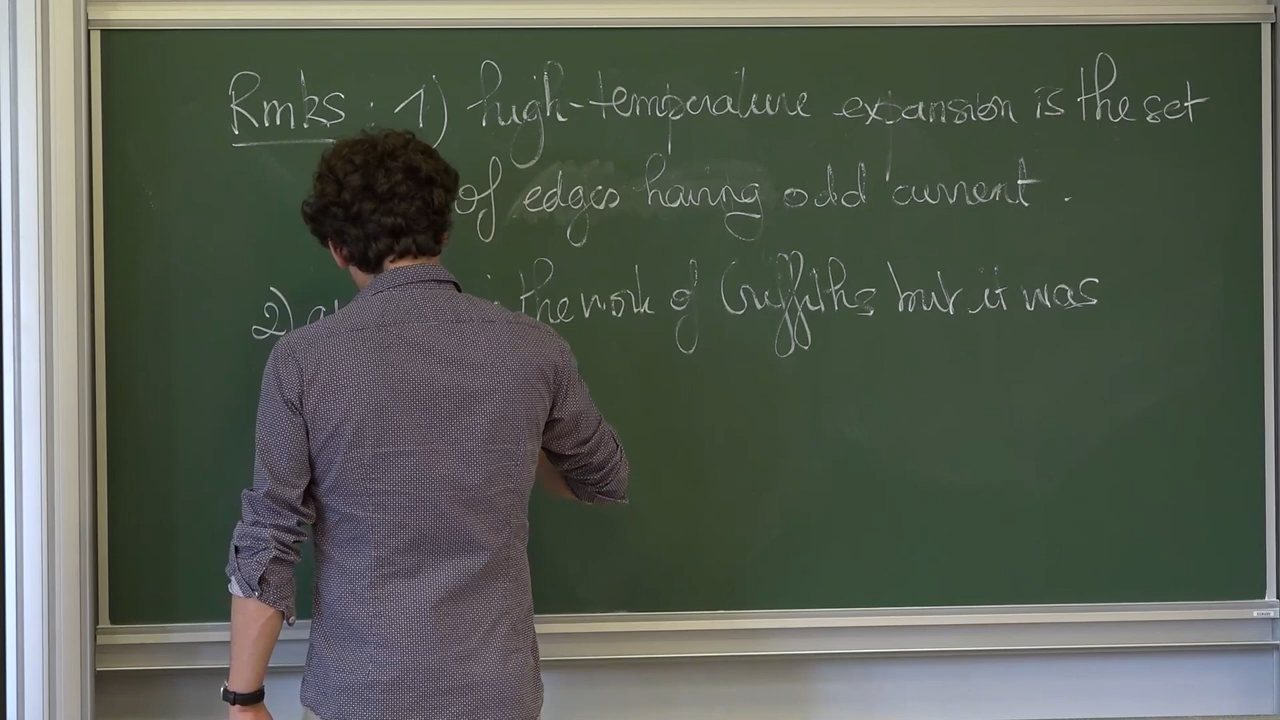 Rmks : 1) high-temperature expansion is the set
of edges having odd current .
2) the work of Griffiths but it was